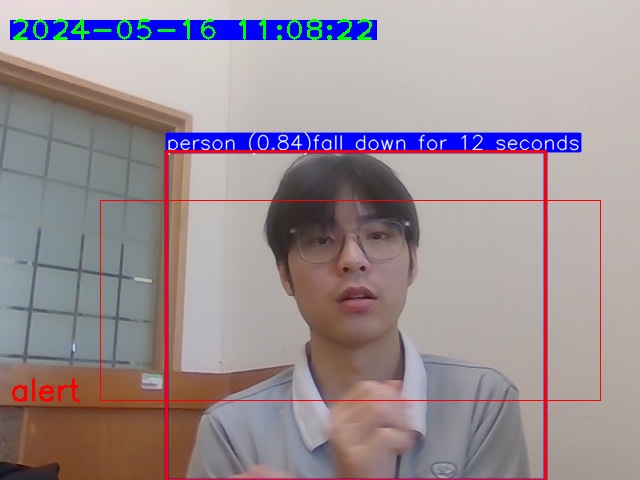 2024-05-16 11:08:22
person (0.84)fall down for 12 seconds
alert